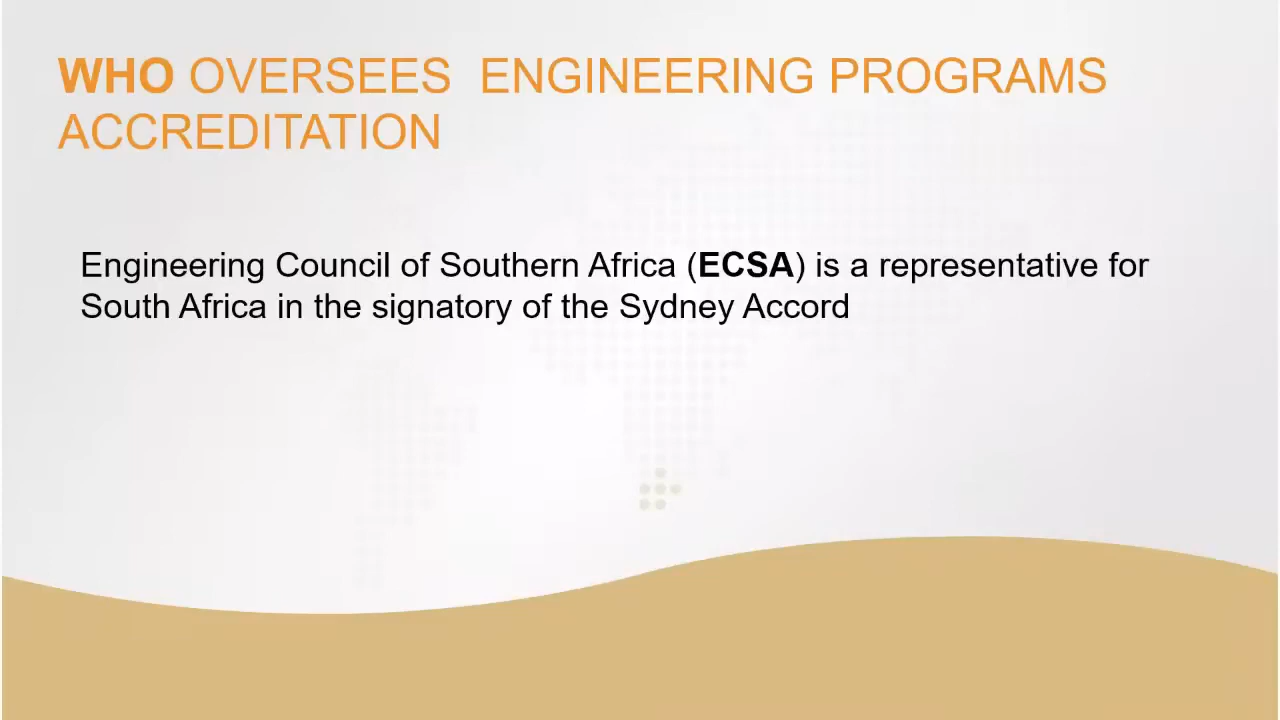 WHO OVERSEES  ENGINEERING PROGRAMS
ACCREDITATION
Engineering Council of Southern Africa (ECSA) is a representative for
South Africa in the signatory of the Sydney Accord